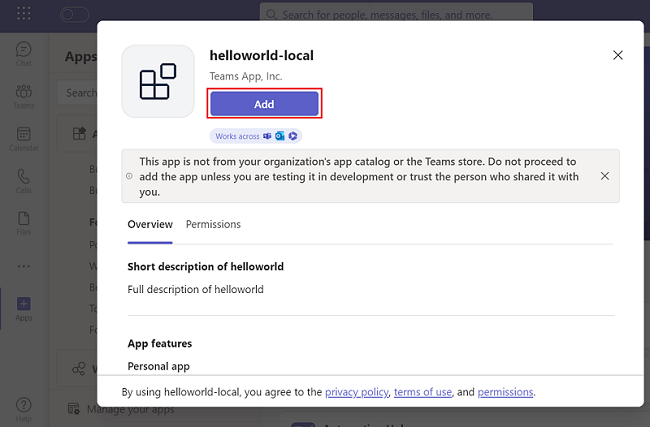 Search for people, messages, files, and more.
Chat
Teams
Calendar
Calls
Files
Apps
Help
Apps
Search
helloworld-local
Teams App, Inc.
Add
Works across
This app is not from your organization's app catalog or the Teams store. Do not proceed to
add the app unless you are testing it in development or trust the person who shared it with
you.
Overview
Permissions
Short description of helloworld
Full description of helloworld
App features
Personal app
By using helloworld-local, you agree to the privacy policy, terms of use, and permissions.
Manage your apps